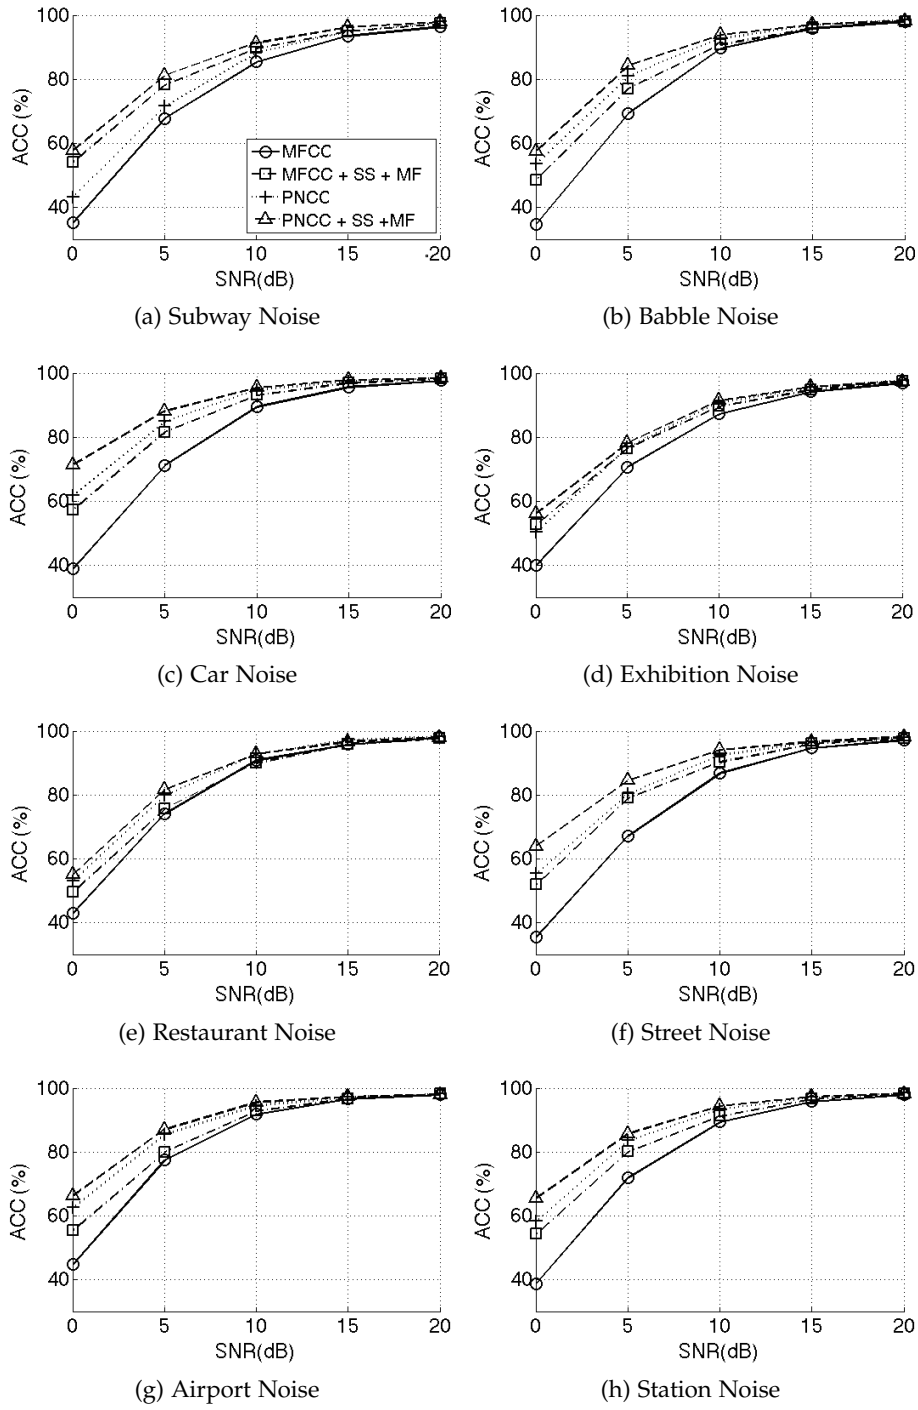 100
80
60
40
ACC (%)
MFCC
MFCC + SS + MF
PNCC
PNCC + SS +MF
0 5 10 15 20
SNR(dB)
(a) Subway Noise
100
80
60
40
ACC (%)
0 5 10 15 20
SNR(dB)
(b) Babble Noise
100
80
60
40
ACC (%)
0 5 10 15 20
SNR(dB)
(c) Car Noise
100
80
60
40
ACC (%)
0 5 10 15 20
SNR(dB)
(d) Exhibition Noise
100
80
60
40
ACC (%)
0 5 10 15 20
SNR(dB)
(e) Restaurant Noise
100
80
60
40
ACC (%)
0 5 10 15 20
SNR(dB)
(f) Street Noise
100
80
60
40
ACC (%)
0 5 10 15 20
SNR(dB)
(g) Airport Noise
100
80
60
40
ACC (%)
0 5 10 15 20
SNR(dB)
(h) Station Noise